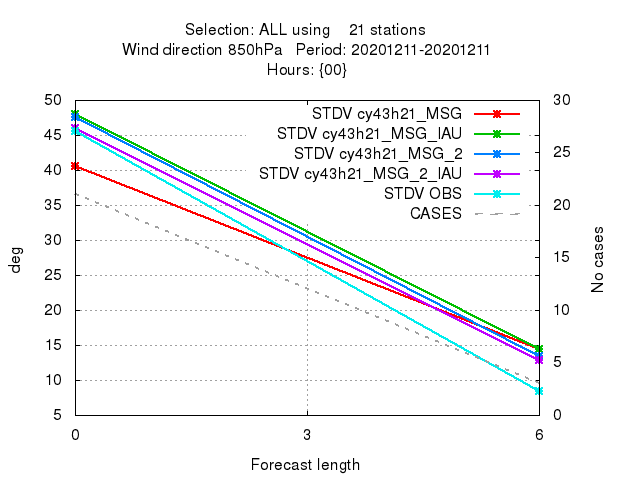 Selection: ALL using    21 stations
Wind direction 850hPa   Period: 20201211-20201211
Hours: {00}
50 30
STDV cy43h21_MSG
45
STDV cy43h21_MSG_IAU
25
STDV cy43h21_MSG_2
40
STDV cy43h21_MSG_2_IAU
STDV OBS
35 20
CASES
30
15
deg
No cases
25
20 10
15
5
10
5 0
0 3 6
Forecast length